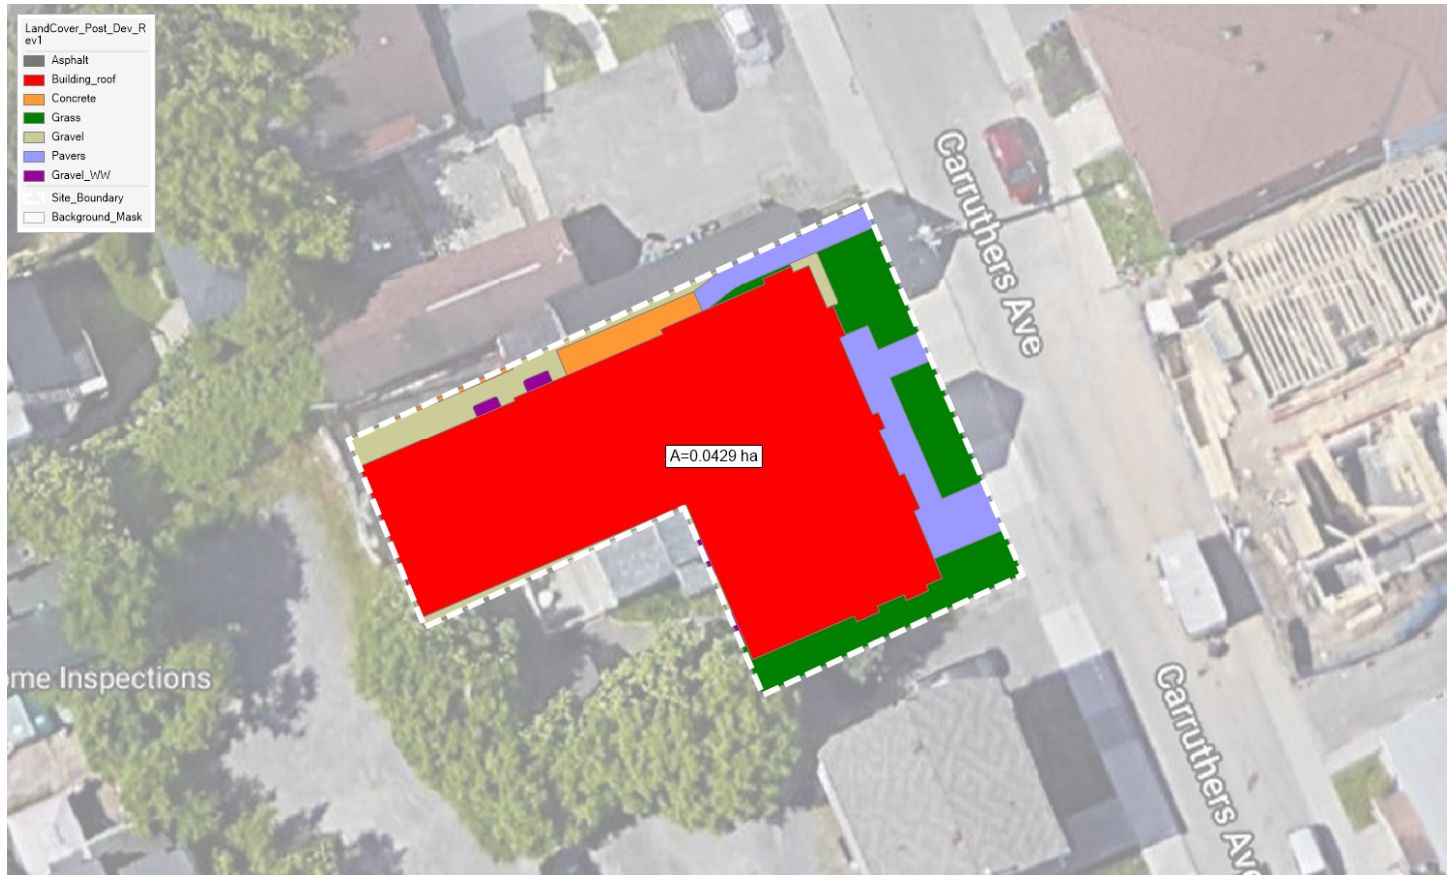 LandCover_Post_Dev_R
ev1
Asphalt
Building_roof
Concrete
Grass
Gravel
Pavers
Gravel_WW
Site_Boundary
Background_Mask
Carruthers Ave
A=0.0429 ha
ome Inspections
Carruthers Ave